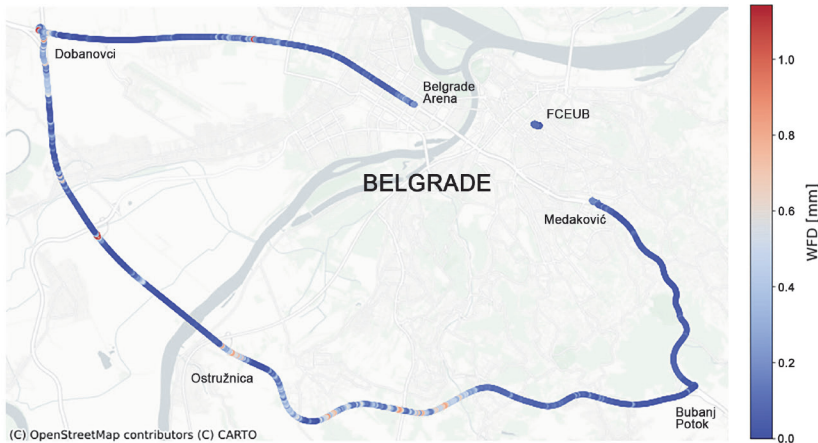 Dobanovci
Belgrade
Arena
FCEUB
BELGRADE
Medaković
Ostružnica
Bubanj
Potok
(C) OpenStreetMap contributors (C) CARTO
1.0
0.8
0.6
0.4
0.2
0.0
WFD [mm]